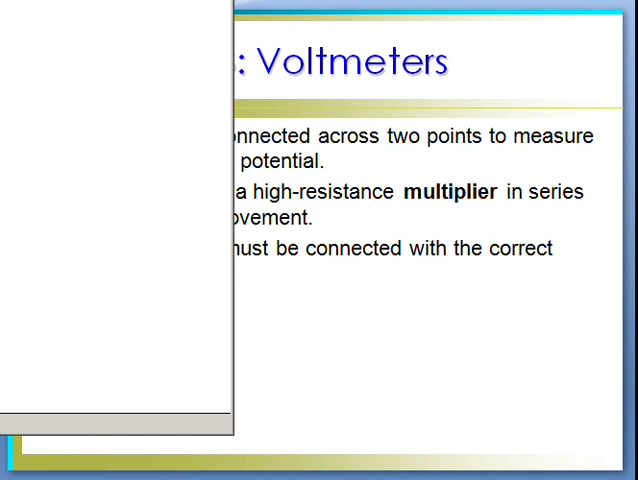 : Voltmeters
onnected across two points to measure
potential.
a high-resistance multiplier in series
ovement.
must be connected with the correct